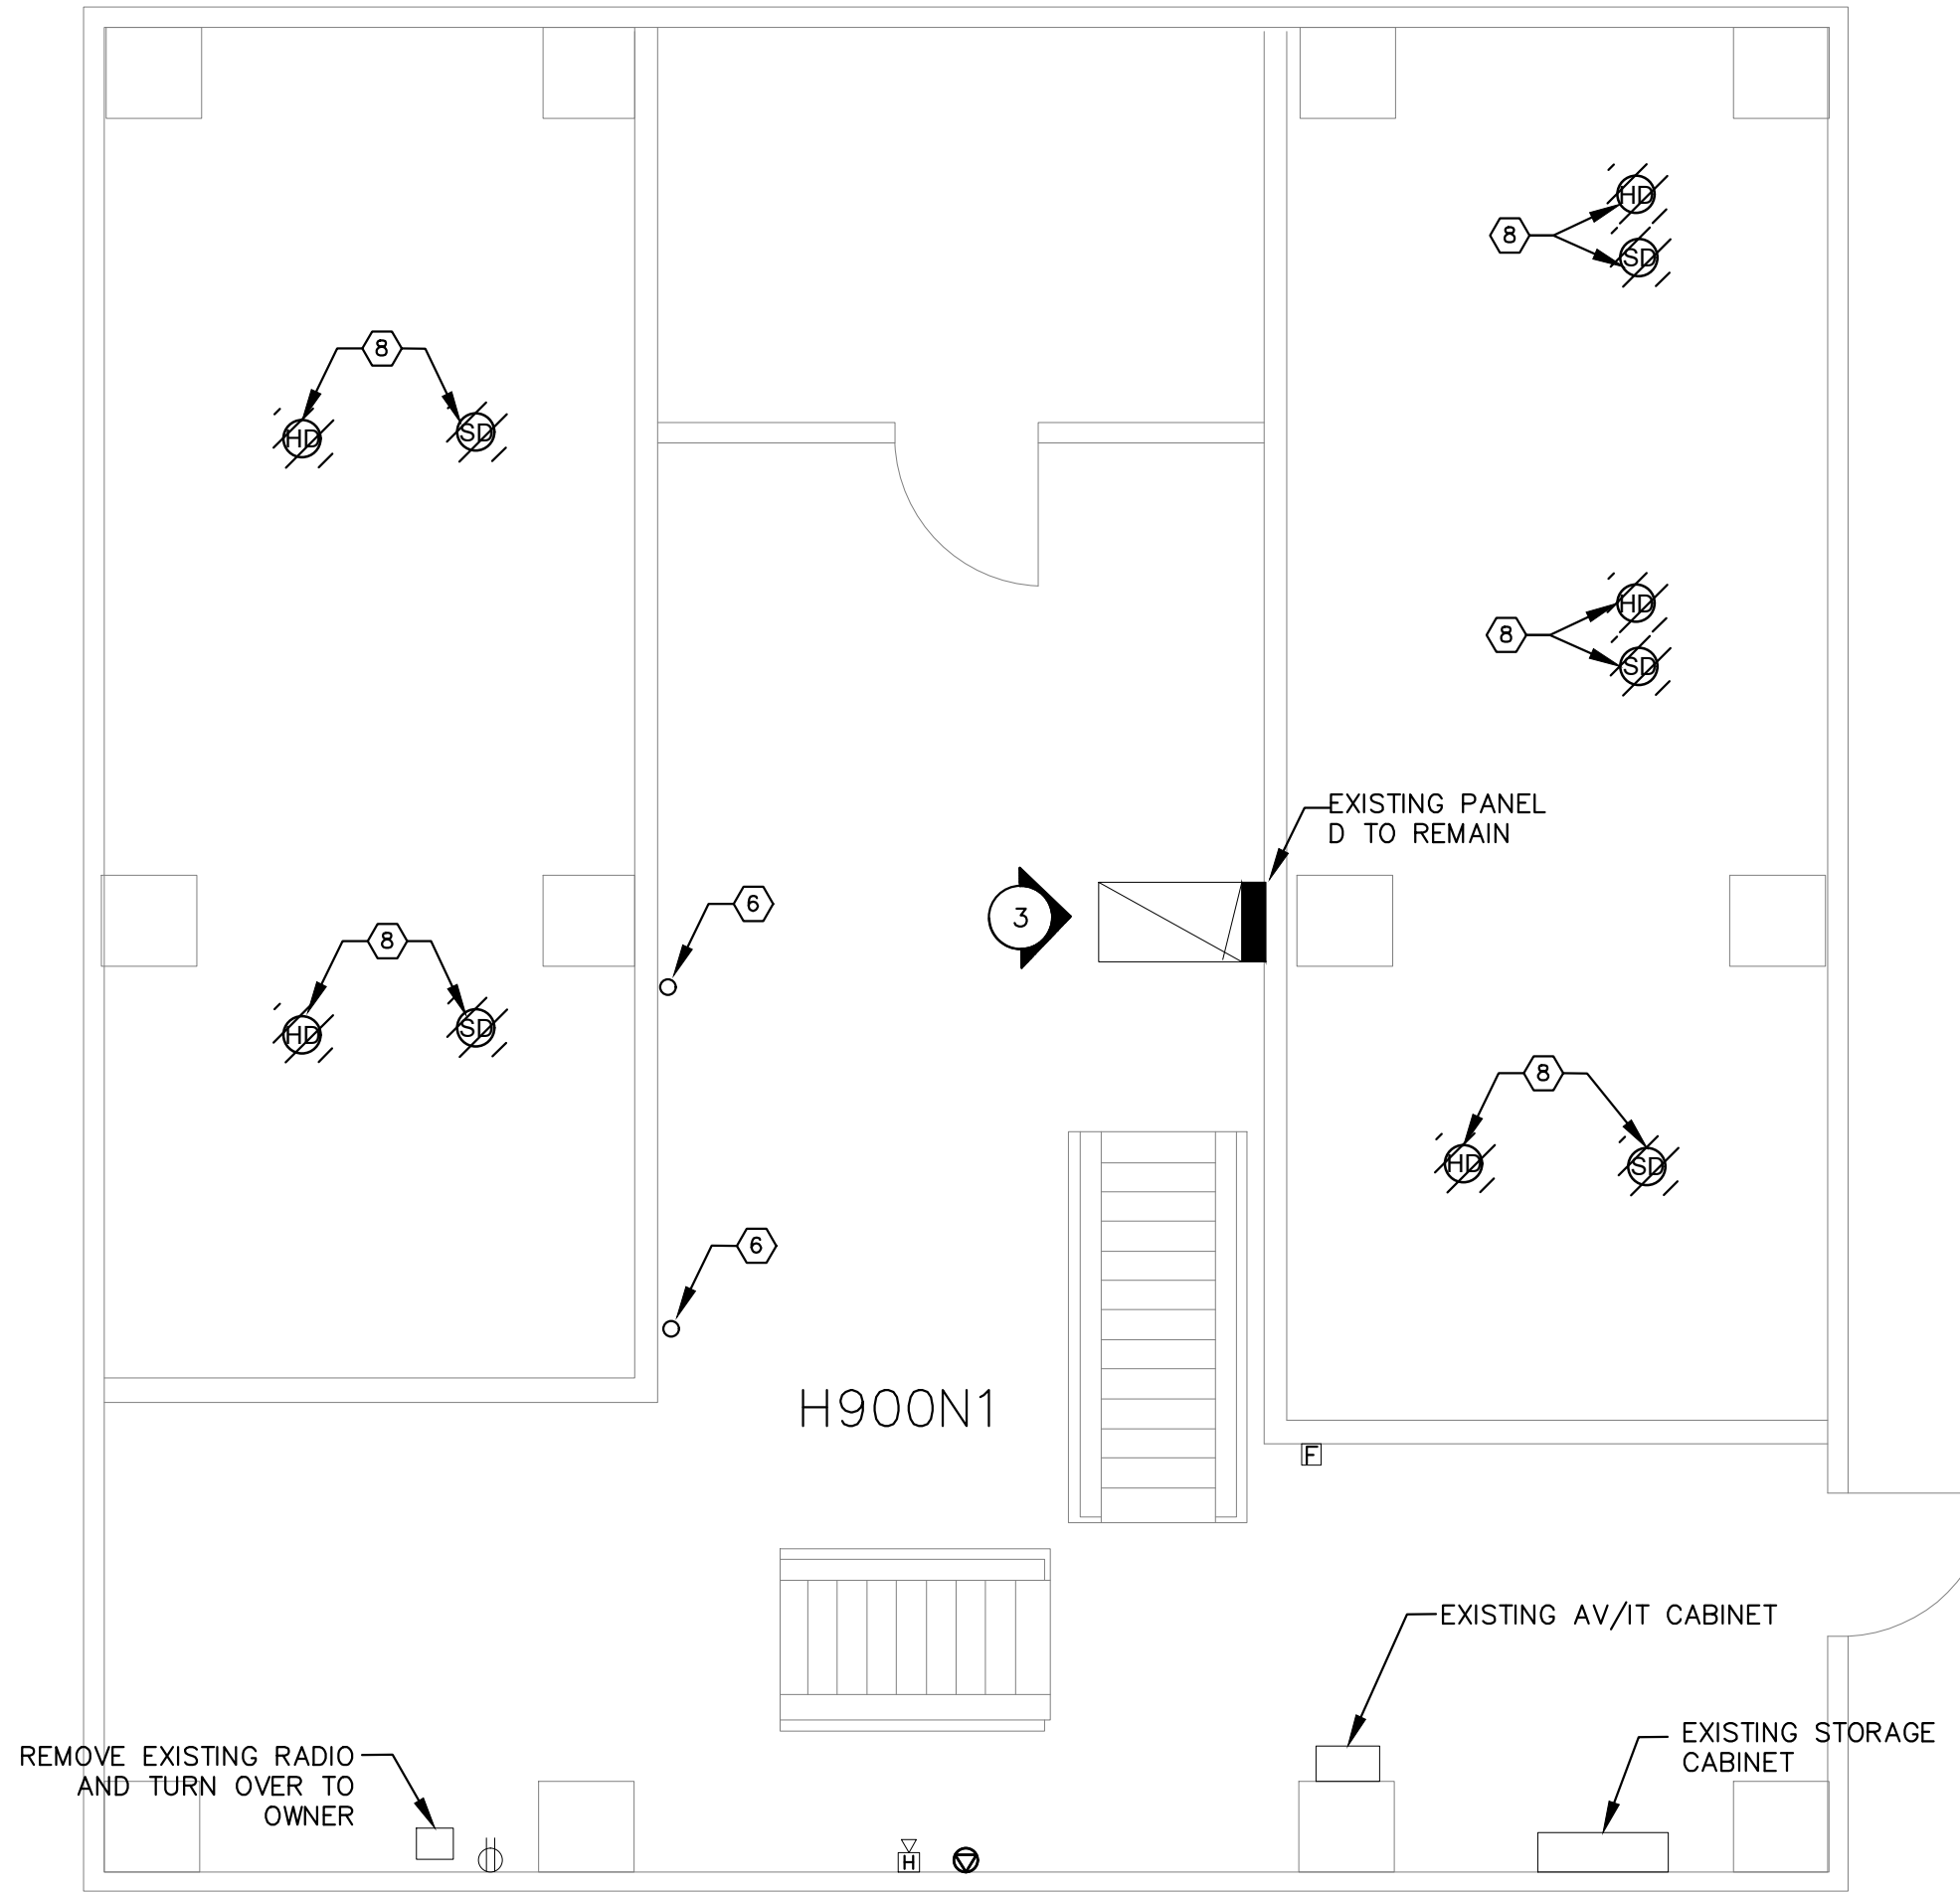 HD
8
SD
8
HD
SD
8
HD
8
SD
EXISTING PANEL
D TO REMAIN
6
3
8
HD
SD
8
HD
SD
6
H900N1
F
EXISTING AV/IT CABINET
EXISTING STORAGE
CABINET
REMOVE EXISTING RADIO
AND TURN OVER TO
OWNER
H